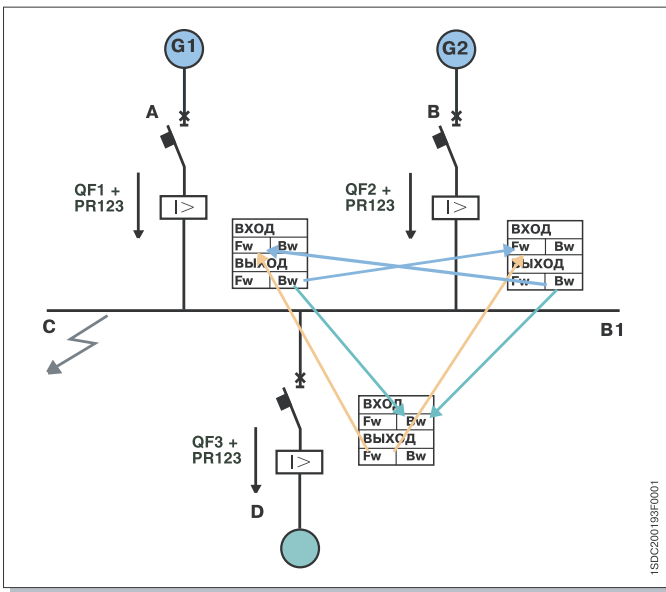 G1
G2
A
B
QF1 +
PR123
I>
QF2 +
PR123
I>
ВХОД
Fw Bw
ВЫХОД
Fw Bw
ВХОД
Fw Bw
ВЫХОД
Fw Bw
C
B1
QF3 +
PR123
I>
ВХОД
Fw Bw
ВЫХОД
Fw Bw
D
1SDC200193F0001